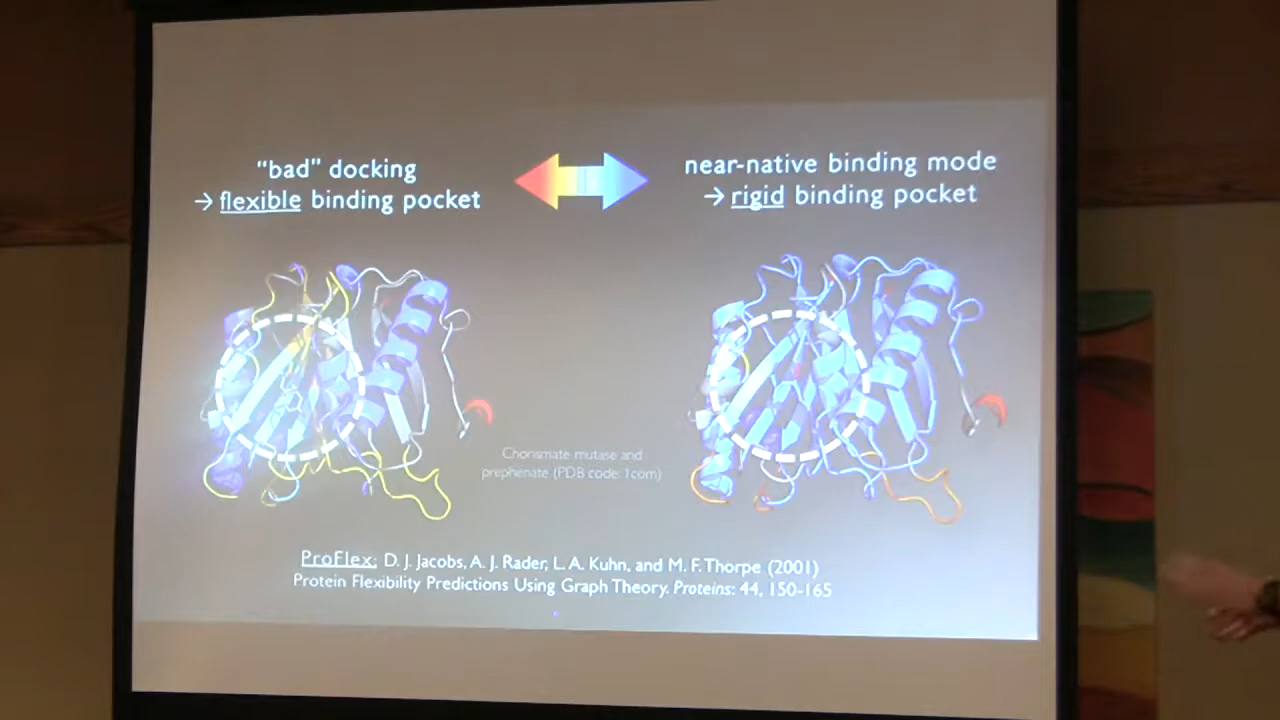 "bad" docking
→ flexible binding pocket
near-native binding mode
→ rigid binding pocket
Chorismate mutase and
prephenate (PDB code: 1com)
ProFlex: D. J. Jacobs, A. J. Rader, L. A. Kuhn, and M. F. Thorpe (2001)
Protein Flexibility Predictions Using Graph Theory. Proteins: 44, 150-165